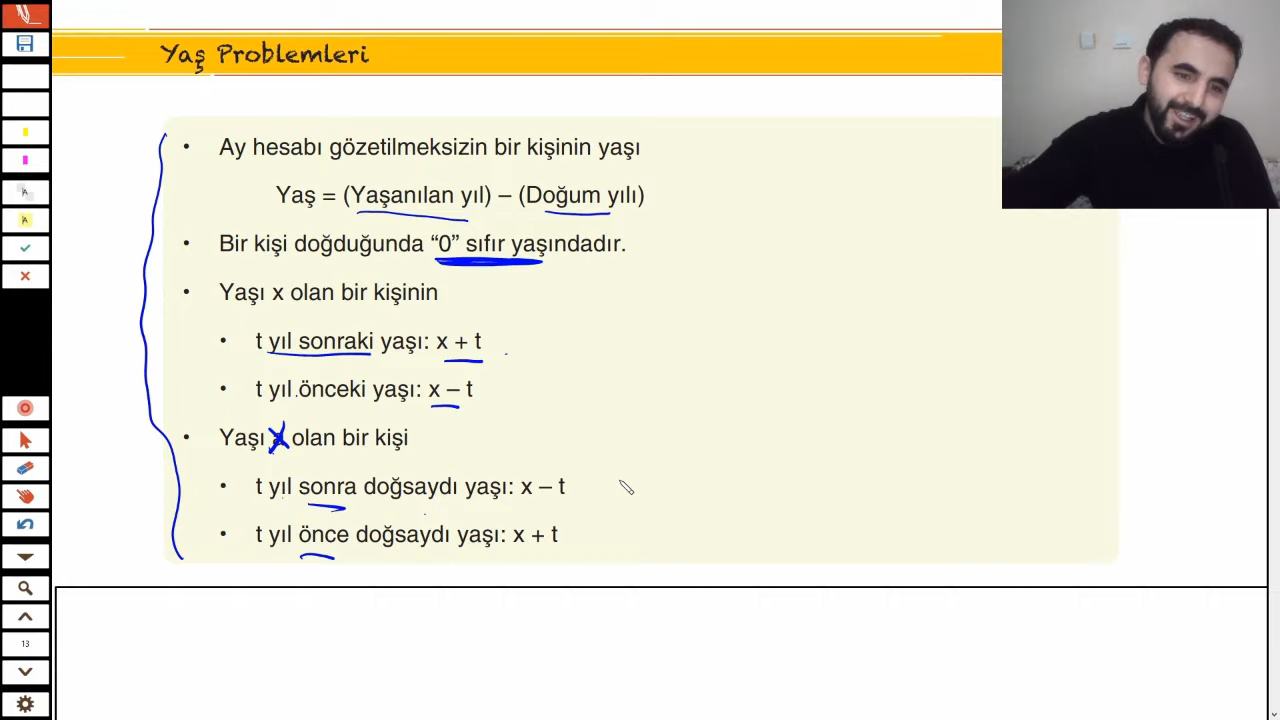 Yaş Problemleri
• Ay hesabı gözetilmeksizin bir kişinin yaşı
Yaş = (Yaşanılan yıl) – (Doğum yılı)
• Bir kişi doğduğunda “0” sıfır yaşındadır.
• Yaşı x olan bir kişinin
• t yıl sonraki yaşı: x + t
• t yıl önceki yaşı: x – t
• Yaşı x olan bir kişi
• t yıl sonra doğsaydı yaşı: x – t
• t yıl önce doğsaydı yaşı: x + t
A
A
13